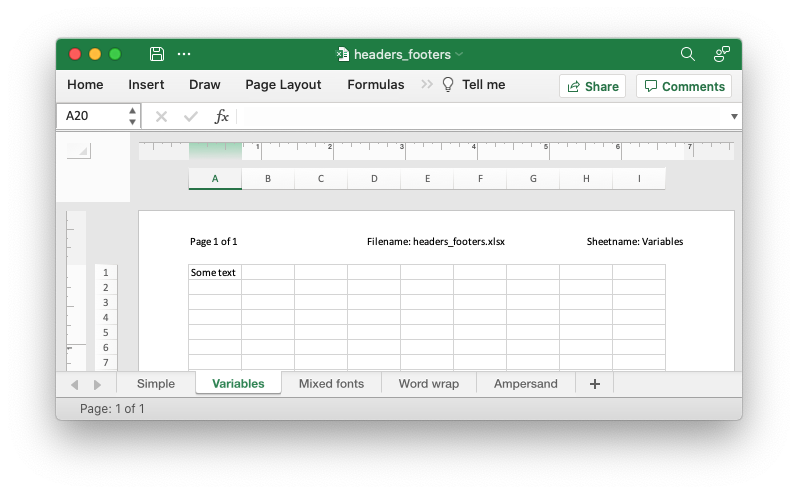 headers_footers
Home Insert Draw Page Layout Formulas >> Tell me Share Comments
A20 fx
1 2 3 4 5 6 7
A B C D E F G H I
Page 1 of 1 Filename: headers_footers.xlsx Sheetname: Variables
1 Some text
2
3
4
5
6
7
Simple Variables Mixed fonts Word wrap Ampersand +
Page: 1 of 1